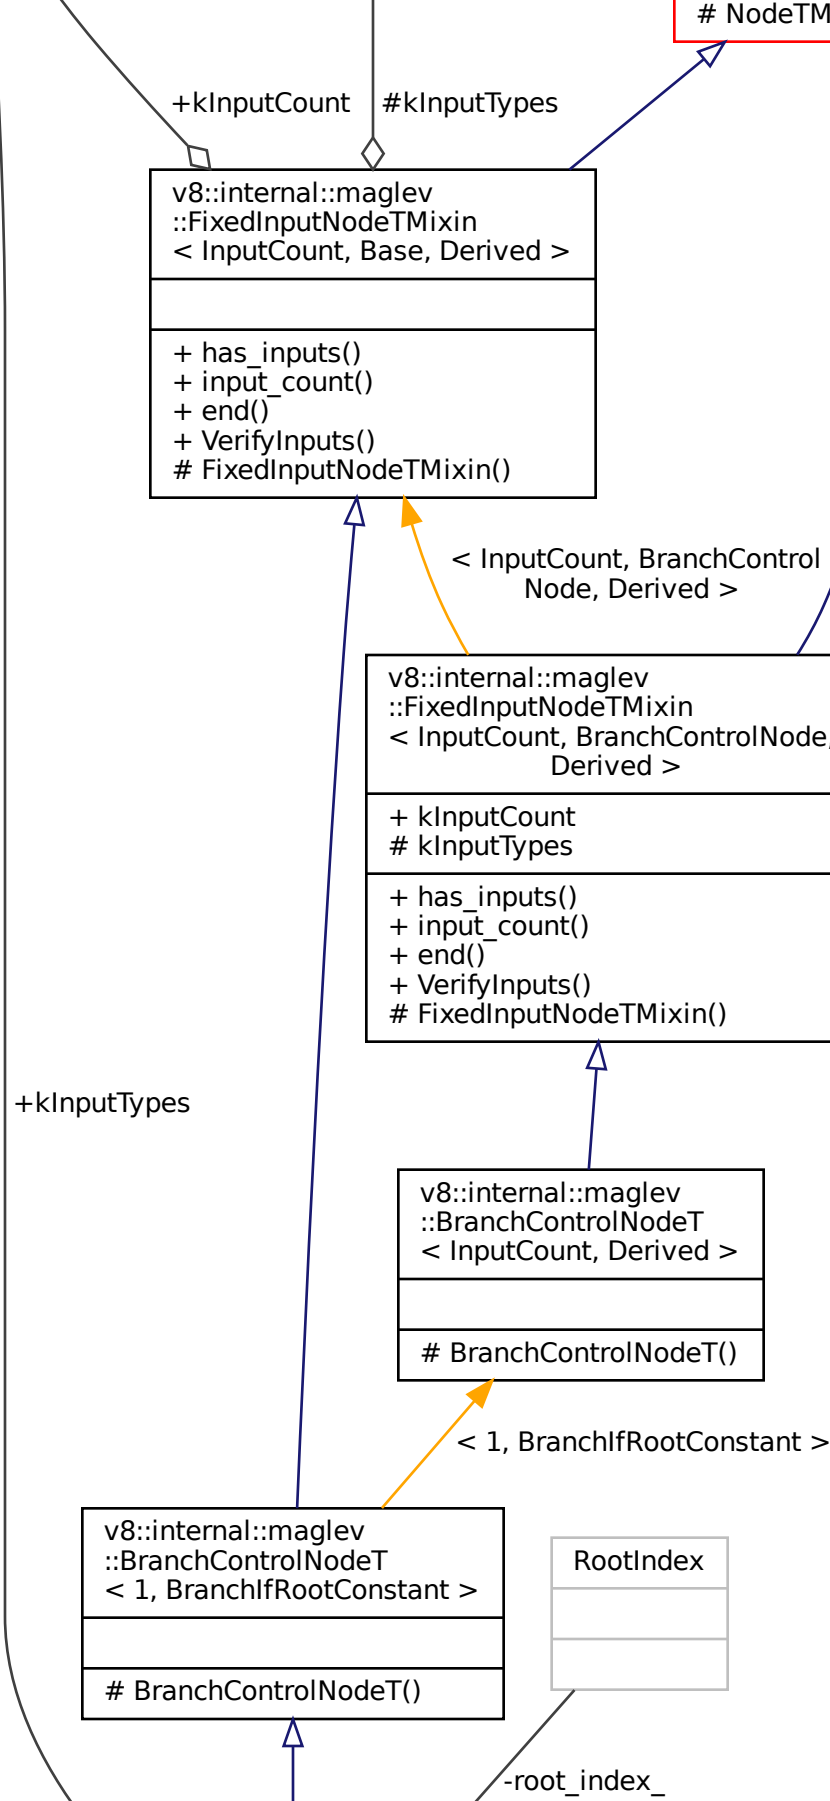 # NodeTM
+kInputCount
#kInputTypes
v8::internal::maglev
::FixedInputNodeTMixin
< InputCount, Base, Derived >
+ has_inputs()
+ input_count()
+ end()
+ VerifyInputs()
# FixedInputNodeTMixin()
< InputCount, BranchControl
Node, Derived >
v8::internal::maglev
::FixedInputNodeTMixin
< InputCount, BranchControlNode,
Derived >
+ kInputCount
# kInputTypes
+ has_inputs()
+ input_count()
+ end()
+ VerifyInputs()
# FixedInputNodeTMixin()
+kInputTypes
v8::internal::maglev
::BranchControlNodeT
< InputCount, Derived >
# BranchControlNodeT()
< 1, BranchIfRootConstant >
v8::internal::maglev
::BranchControlNodeT
< 1, BranchIfRootConstant >
# BranchControlNodeT()
RootIndex
-root_index_